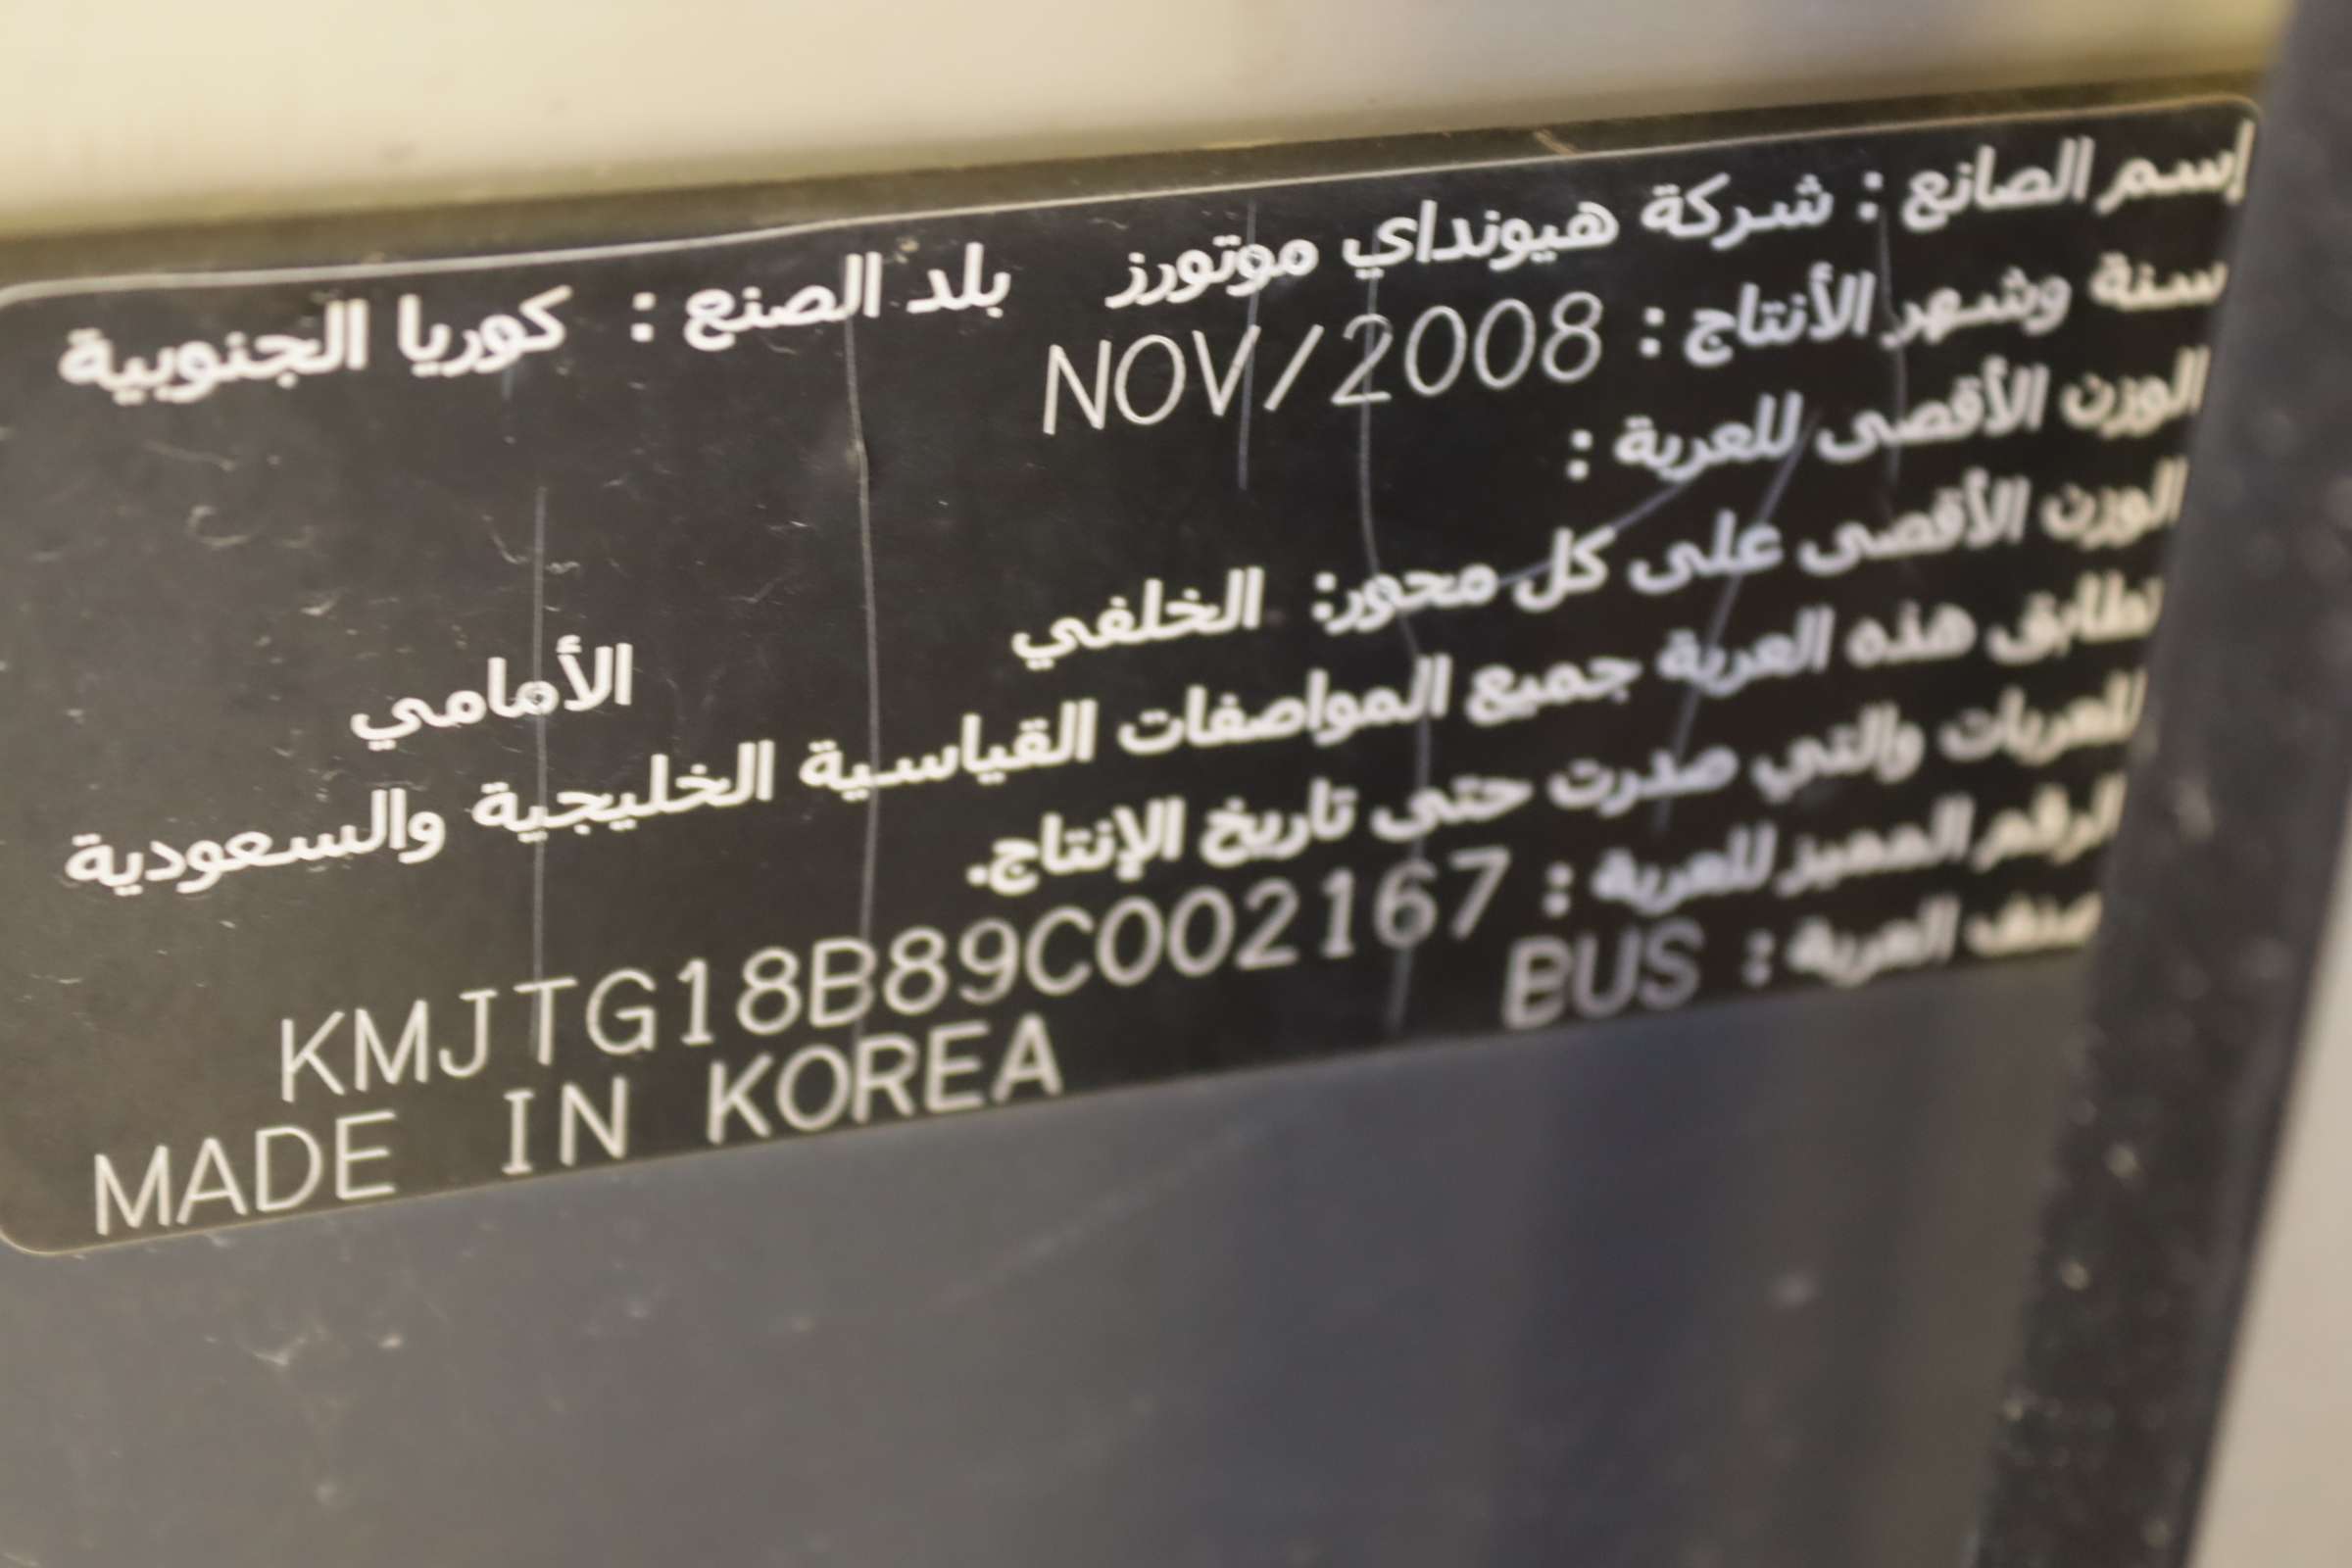 إسم الصانع : شركة هيونداي موتورز بلد الصنع : كوريا الجنوبية
سنة وشهر الأنتاج : NOV/2008
الوزن الأقصى للعربة :
الوزن الأقصى على كل محور: الخلفي الأمامي
تطابق هذه العربة جميع المواصفات القياسية الخليجية والسعودية
للعربات والتي صدرت حتى تاريخ الإنتاج.
الرقم المميز للعربة : KMJTG18B89C002167
صنف العربة : BUS MADE IN KOREA